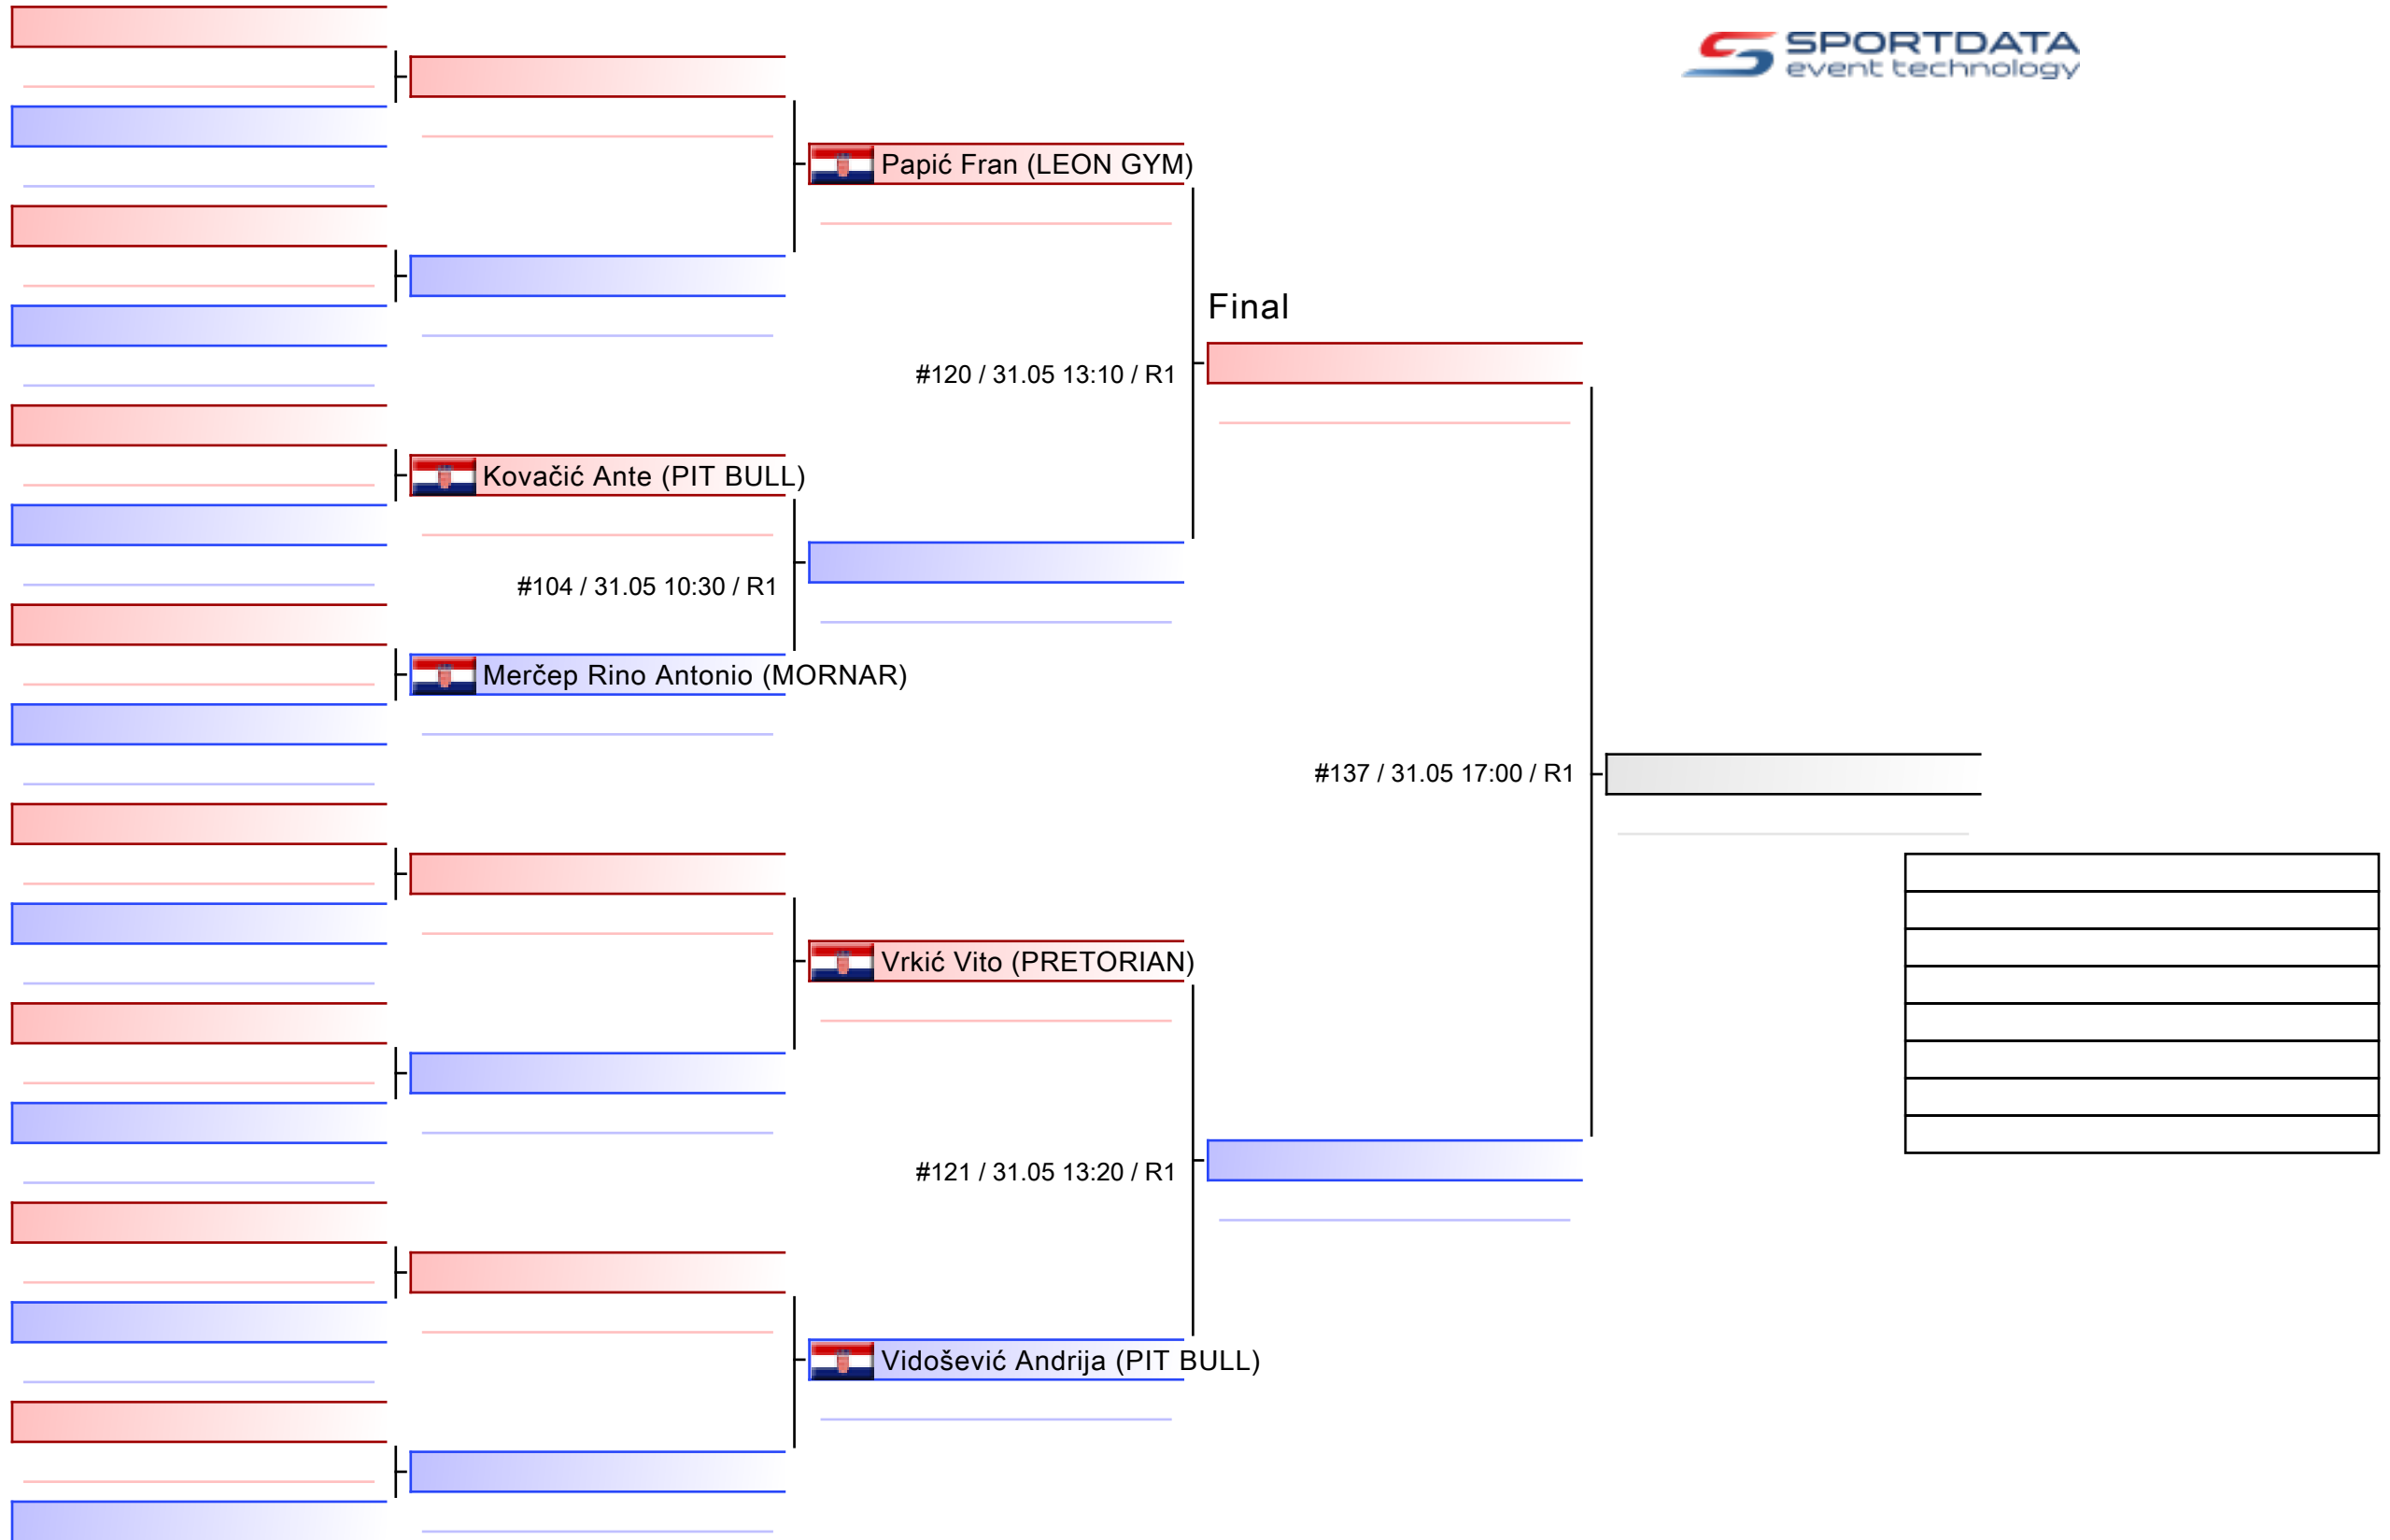 SPORTDATA
event technology
Papić Fran (LEON GYM)
Final
#120 / 31.05 13:10 / R1
Kovačić Ante (PIT BULL)
#104 / 31.05 10:30 / R1
Merčep Rino Antonio (MORNAR)
#137 / 31.05 17:00 / R1
Vrkić Vito (PRETORIAN)
#121 / 31.05 13:20 / R1
Vidošević Andrija (PIT BULL)